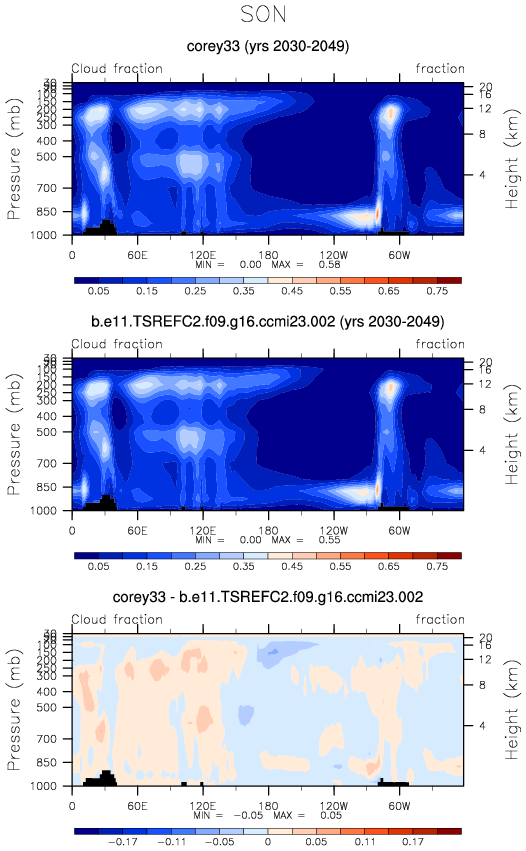 SON
corey33 (yrs 2030-2049)
Cloud fraction fraction
Pressure (mb)
Height (km)
30
50
100
150
200
250
300
400
500
700
850
1000
20
16
12
8
4
0 60E 120E 180 120W 60W
MIN = 0.00 MAX = 0.58
0.05 0.15 0.25 0.35 0.45 0.55 0.65 0.75
b.e11.TSREFC2.f09.g16.ccmi23.002 (yrs 2030-2049)
Cloud fraction fraction
Pressure (mb)
Height (km)
30
50
100
150
200
250
300
400
500
700
850
1000
20
16
12
8
4
0 60E 120E 180 120W 60W
MIN = 0.00 MAX = 0.55
0.05 0.15 0.25 0.35 0.45 0.55 0.65 0.75
corey33 - b.e11.TSREFC2.f09.g16.ccmi23.002
Cloud fraction fraction
Pressure (mb)
Height (km)
30
50
100
150
200
250
300
400
500
700
850
1000
20
16
12
8
4
0 60E 120E 180 120W 60W
MIN = -0.05 MAX = 0.05
-0.17 -0.11 -0.05 0 0.05 0.11 0.17